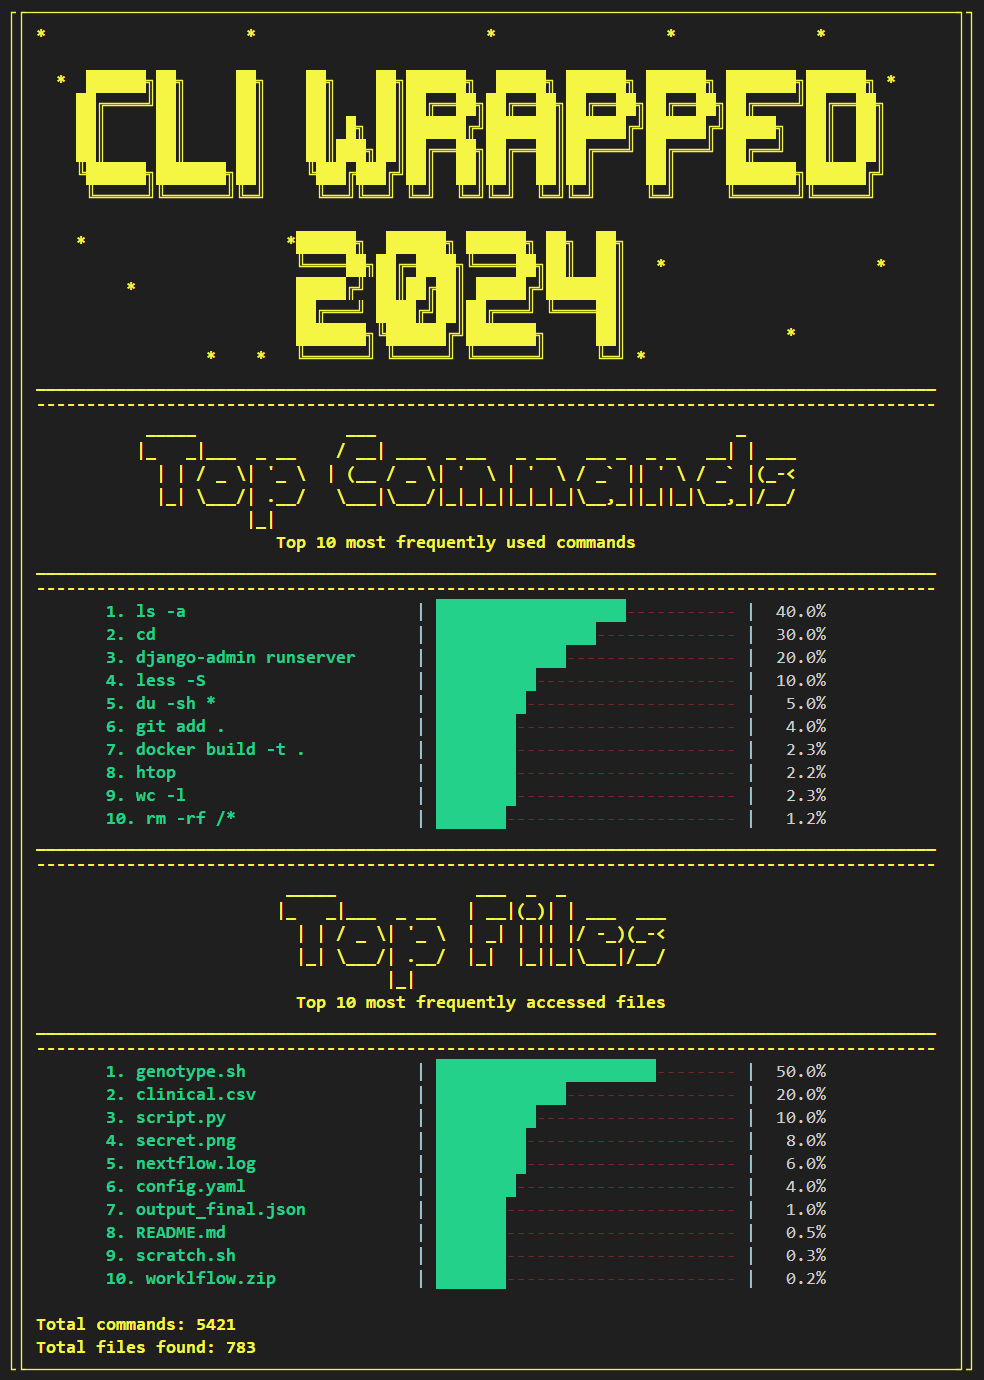 CLI WRAPPED
2024
Top Commands
Top 10 most frequently used commands
1. ls -a | 40.0%
2. cd | 30.0%
3. django-admin runserver | 20.0%
4. less -S | 10.0%
5. du -sh * | 5.0%
6. git add . | 4.0%
7. docker build -t . | 2.3%
8. htop | 2.2%
9. wc -l | 2.3%
10. rm -rf /* | 1.2%
Top Files
Top 10 most frequently accessed files
1. genotype.sh | 50.0%
2. clinical.csv | 20.0%
3. script.py | 10.0%
4. secret.png | 8.0%
5. nextflow.log | 6.0%
6. config.yaml | 4.0%
7. output_final.json | 1.0%
8. README.md | 0.5%
9. scratch.sh | 0.3%
10. worklflow.zip | 0.2%
Total commands: 5421
Total files found: 783